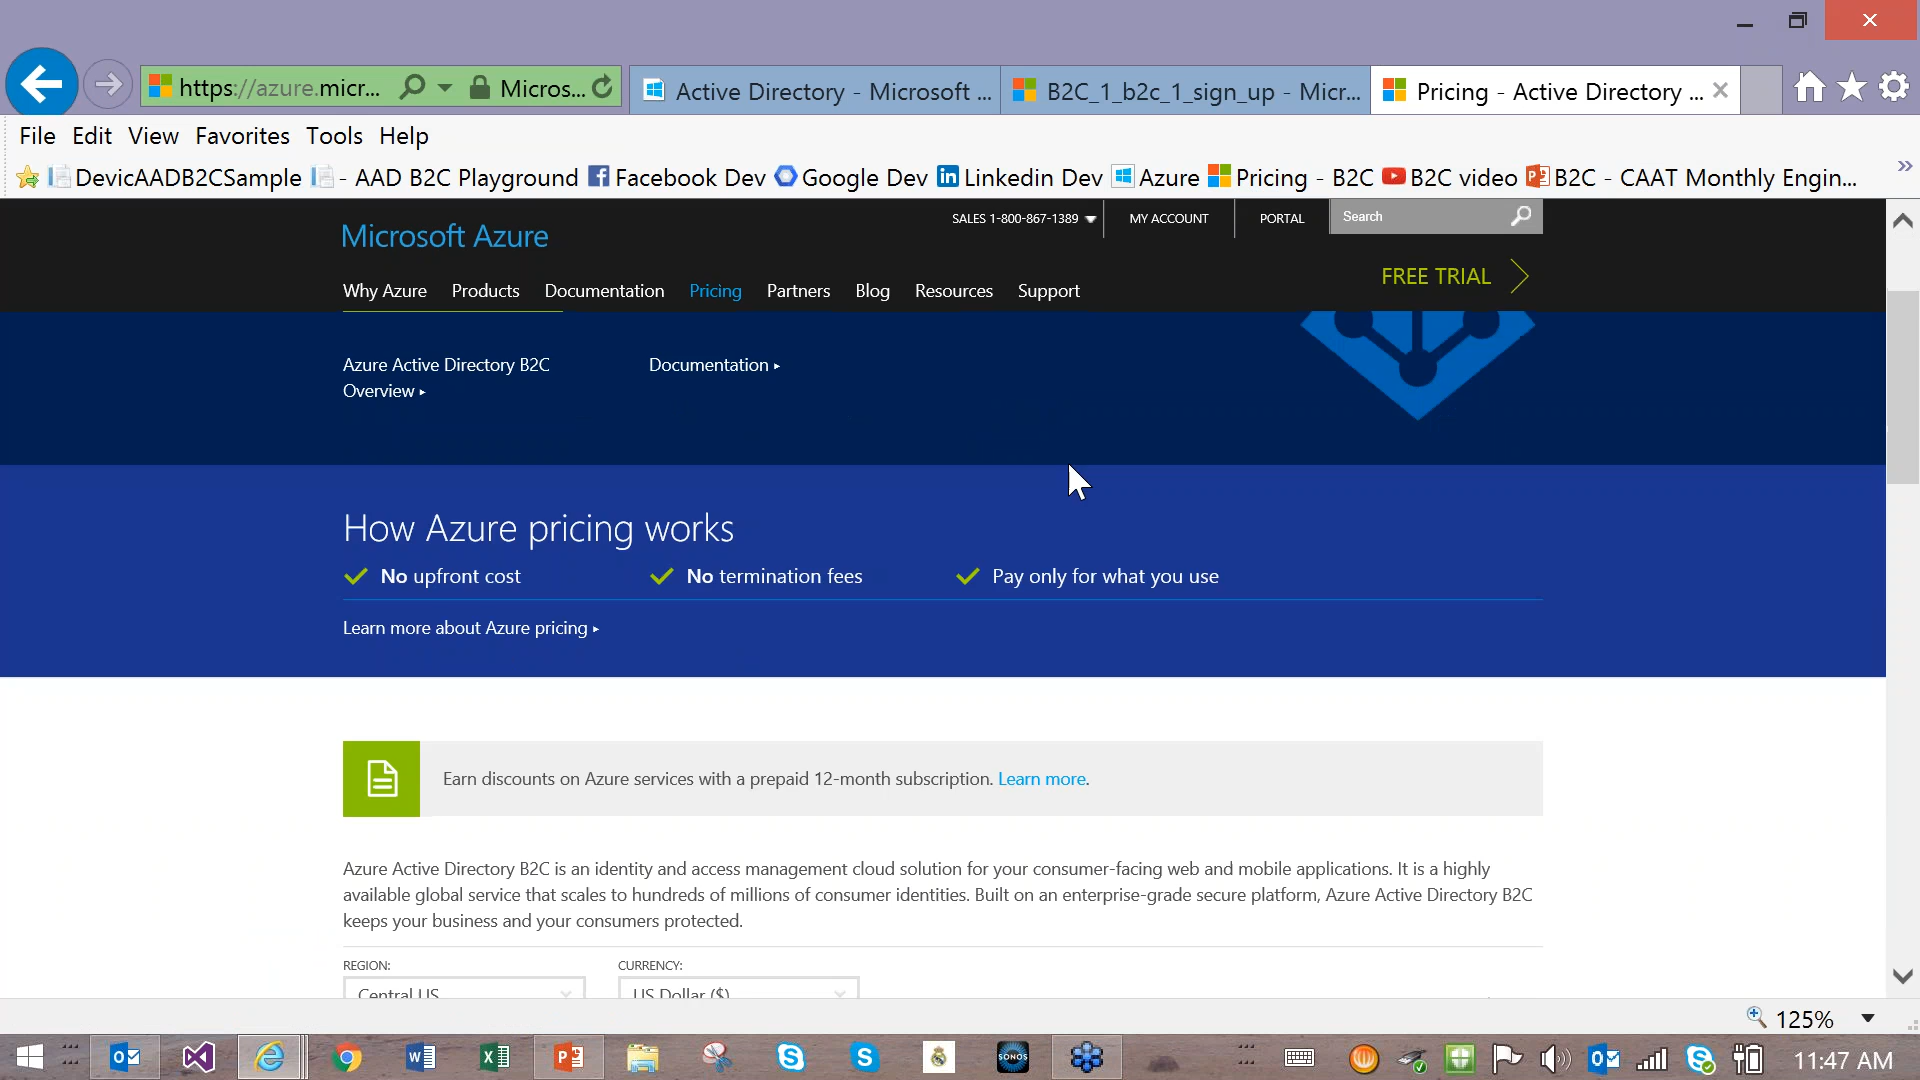 https://azure.micr...
Micros...
Active Directory - Microsoft ...
B2C_1_b2c_1_sign_up - Micr...
Pricing - Active Directory ...
File Edit View Favorites Tools Help
DevicAADB2CSample - AAD B2C Playground Facebook Dev Google Dev Linkedin Dev Azure Pricing - B2C B2C video B2C - CAAT Monthly Engin...
SALES 1-800-867-1389 MY ACCOUNT PORTAL Search
Microsoft Azure
FREE TRIAL
Why Azure Products Documentation Pricing Partners Blog Resources Support
Azure Active Directory B2C
Overview
Documentation
How Azure pricing works
No upfront cost
No termination fees
Pay only for what you use
Learn more about Azure pricing
Earn discounts on Azure services with a prepaid 12-month subscription. Learn more.
Azure Active Directory B2C is an identity and access management cloud solution for your consumer-facing web and mobile applications. It is a highly
available global service that scales to hundreds of millions of consumer identities. Built on an enterprise-grade secure platform, Azure Active Directory B2C
keeps your business and your consumers protected.
REGION: CURRENCY:
Central US US Dollar ($)
125%
SONOS
11:47 AM